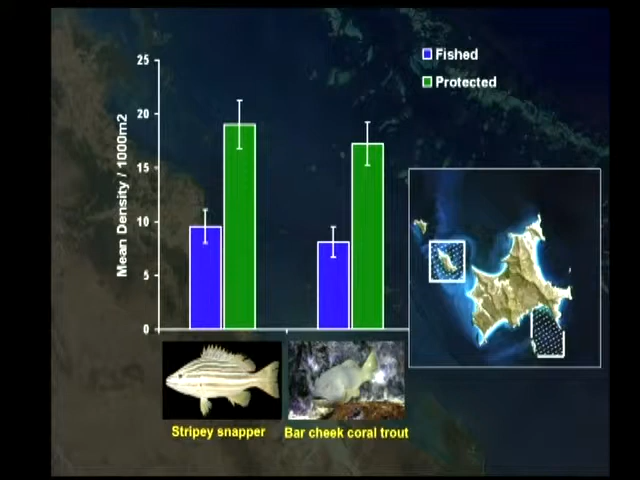 Fished
Protected
Mean Density / 1000m2
25
20
15
10
5
0
Stripey snapper
Bar cheek coral trout